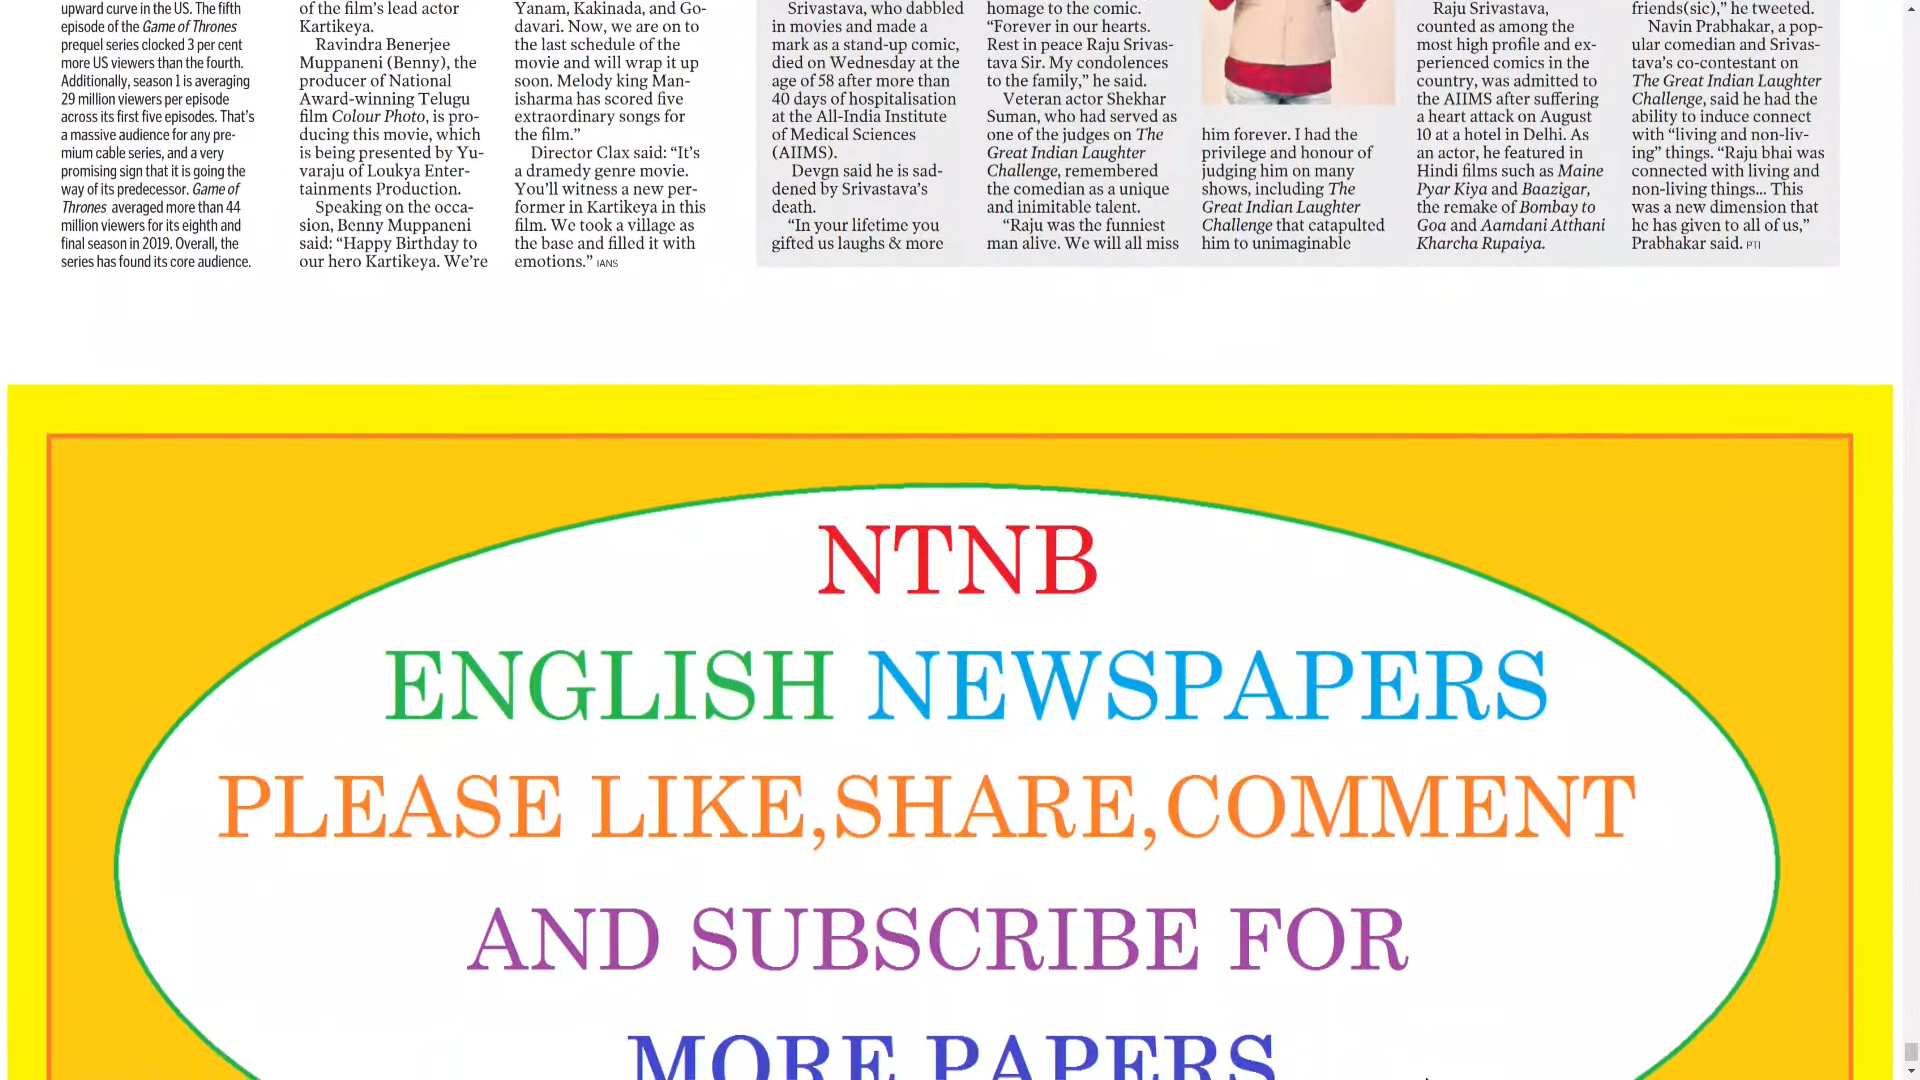 upward curve in the US. The fifth
episode of the Game of Thrones
prequel series clocked 3 per cent
more US viewers than the fourth.
Additionally, season 1 is averaging
29 million viewers per episode
across its first five episodes. That's
a massive audience for any pre-
mium cable series, and a very
promising sign that it is going the
way of its predecessor. Game of
Thrones averaged more than 44
million viewers for its eighth and
final season in 2019. Overall, the
series has found its core audience.
of the film's lead actor
Kartikeya.
Ravindra Benerjee
Muppaneni (Benny), the
producer of National
Award-winning Telugu
film Colour Photo, is pro-
ducing this movie, which
is being presented by Yu-
varaju of Loukya Enter-
tainments Production.
Speaking on the occa-
sion, Benny Muppaneni
said: “Happy Birthday to
our hero Kartikeya. We're
Yanam, Kakinada, and Go-
davari. Now, we are on to
the last schedule of the
movie and will wrap it up
soon. Melody king Man-
isharma has scored five
extraordinary songs for
the film.”
Director Clax said: “It's
a dramedy genre movie.
You'll witness a new per-
former in Kartikeya in this
film. We took a village as
the base and filled it with
emotions.” IANS
Srivastava, who dabbled
in movies and made a
mark as a stand-up comic,
died on Wednesday at the
age of 58 after more than
40 days of hospitalisation
at the All-India Institute
of Medical Sciences
(AIIMS).
Devgn said he is sad-
dened by Srivastava's
death.
“In your lifetime you
gifted us laughs & more
homage to the comic.
“Forever in our hearts.
Rest in peace Raju Srivas-
tava Sir. My condolences
to the family,” he said.
Veteran actor Shekhar
Suman, who had served as
one of the judges on The
Great Indian Laughter
Challenge, remembered
the comedian as a unique
and inimitable talent.
“Raju was the funniest
man alive. We will all miss
him forever. I had the
privilege and honour of
judging him on many
shows, including The
Great Indian Laughter
Challenge that catapulted
him to unimaginable
Raju Srivastava,
counted as among the
most high profile and ex-
perienced comics in the
country, was admitted to
the AIIMS after suffering
a heart attack on August
10 at a hotel in Delhi. As
an actor, he featured in
Hindi films such as Maine
Pyar Kiya and Baazigar,
the remake of Bombay to
Goa and Aamdani Atthani
Kharcha Rupaiya.
friends(sic),” he tweeted.
Navin Prabhakar, a pop-
ular comedian and Srivas-
tava's co-contestant on
The Great Indian Laughter
Challenge, said he had the
ability to induce connect
with “living and non-liv-
ing” things. “Raju bhai was
connected with living and
non-living things... This
was a new dimension that
he has given to all of us,”
Prabhakar said. PTI
NTNB
ENGLISH NEWSPAPERS
PLEASE LIKE,SHARE,COMMENT
AND SUBSCRIBE FOR
MORE PAPERS